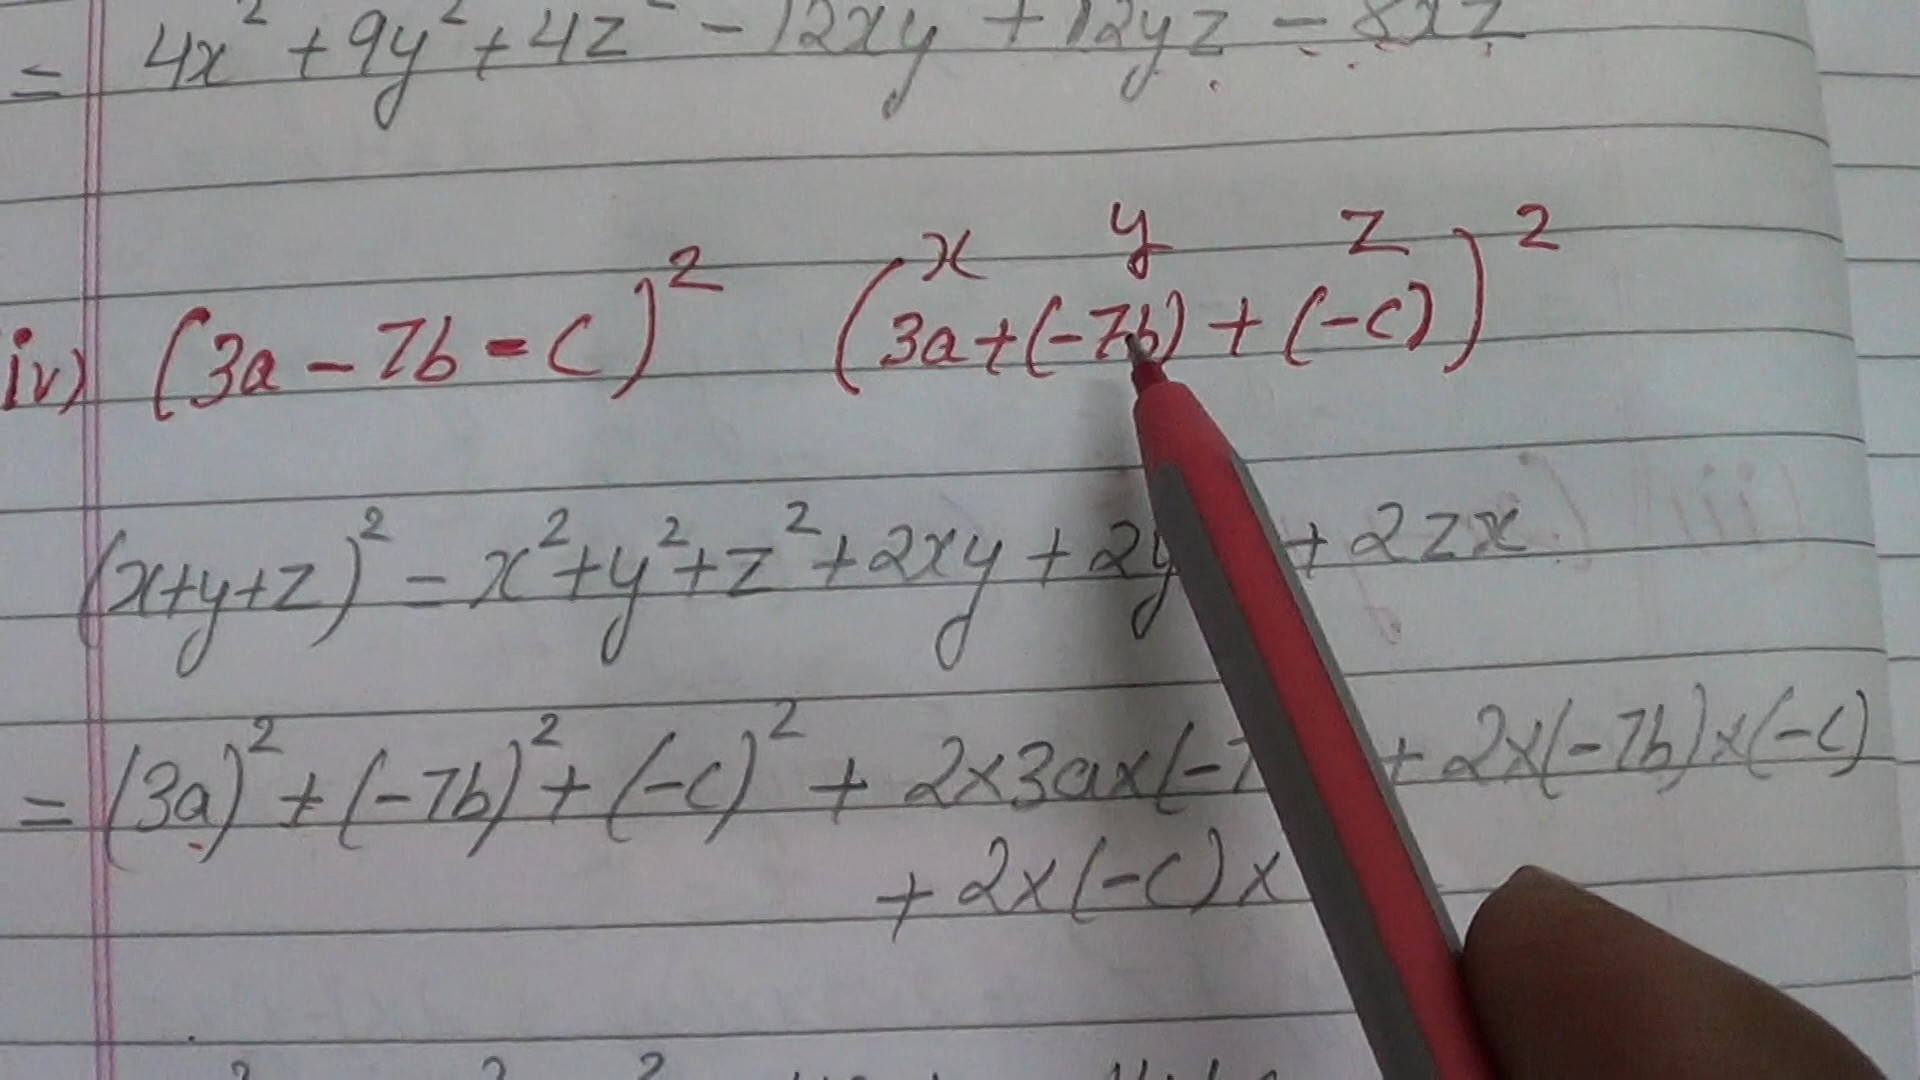 = 4x² + 9y² + 4z² - 12xy + 12yz - 8xz
x y z
iv) (3a - 7b - c)² (3a + (-7b) + (-c))²
(x+y+z)² = x² + y² + z² + 2xy + 2y + 2zx
= (3a)² + (-7b)² + (-c)² + 2×3a×(-7 + 2×(-7b)×(-c)
+ 2×(-c)×